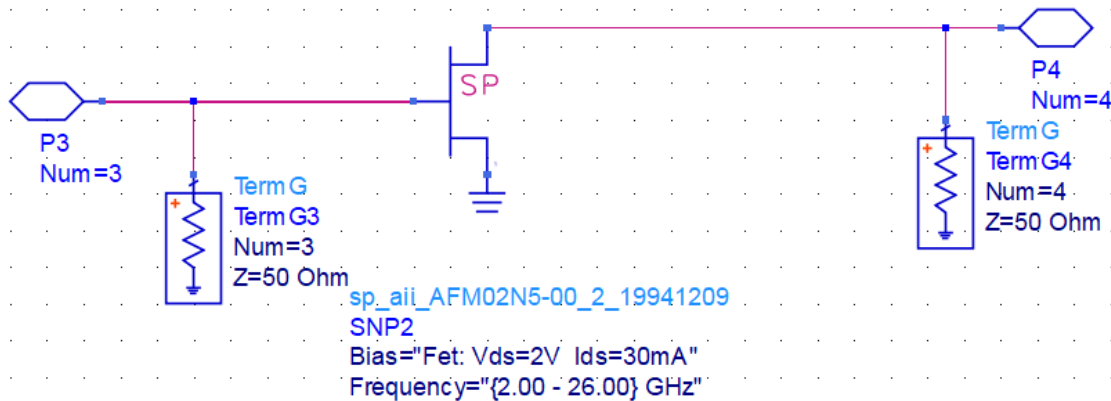 SP
P3
Num=3
P4
Num=4
Term G
Term G3
Num=3
Z=50 Ohm
Term G
Term G4
Num=4
Z=50 Ohm
sp_aii_AFM02N5-00_2_19941209
SNP2
Bias="Fet: Vds=2V Ids=30mA"
Frequency="{2.00 - 26.00} GHz"